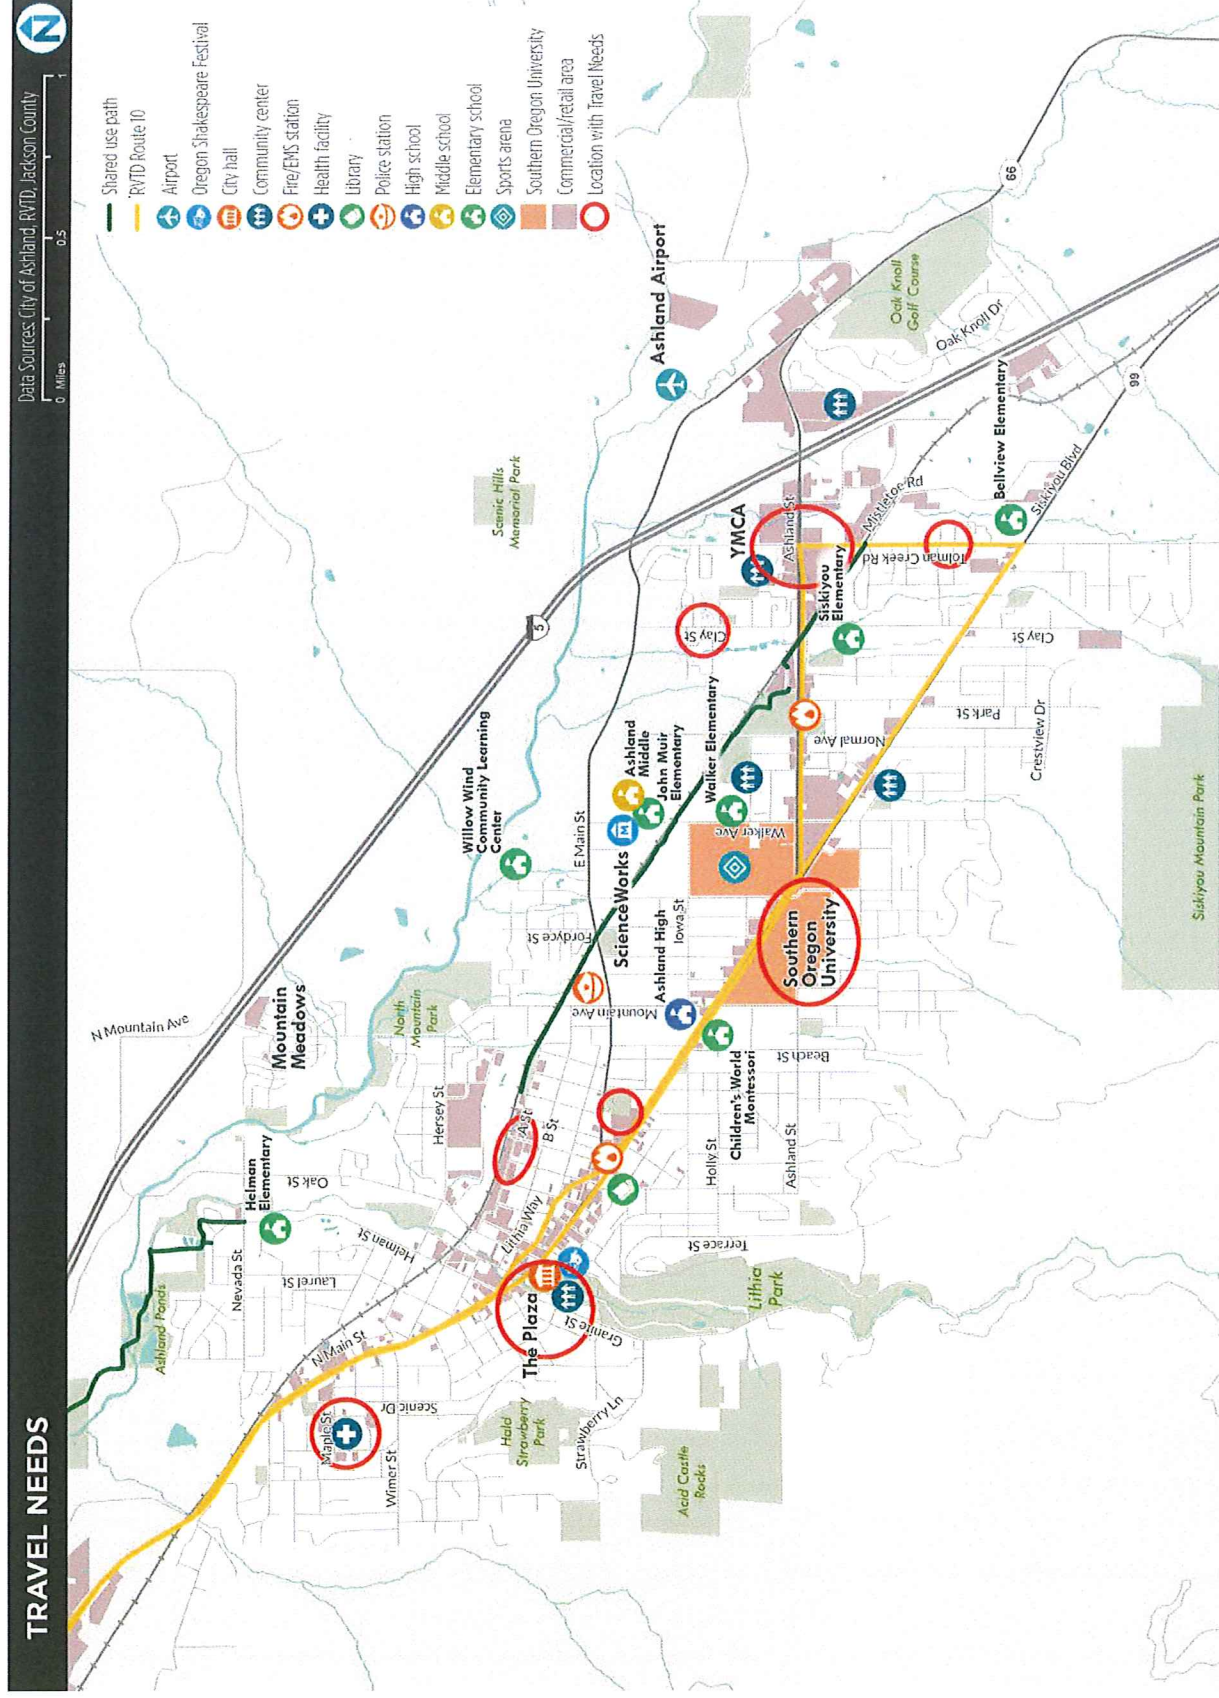 TRAVEL NEEDS
Data Sources: City of Ashland, RVTD, Jackson County
0 Miles
0.5
1
N
Shared use path
RVTD Route 10
Airport
Oregon Shakespeare Festival
City hall
Community center
Fire/EMS station
Health facility
Library
Police station
High school
Middle school
Elementary school
Sports arena
Southern Oregon University
Commercial/retail area
Location with Travel Needs
Ashland Ponds
Nevada St
Laurel St
Helman
Elementary
Oak St
Helman St
N Main St
Maple St
Scenic Dr
Wimer St
Hald
Strawberry
Park
Strawberry Ln
Acid Castle
Rocks
The Plaza
Granite St
Lithia Way
Lithia
Park
Terrace St
Hersey St
A St
B St
N Mountain Ave
Mountain
Meadows
North
Mountain
Park
Mountain Ave
Fordyce St
E Main St
Willow Wind
Community Learning
Center
ScienceWorks
Ashland
Middle
John Muir
Elementary
Ashland High
Iowa St
Holly St
Children's World
Montessori
Ashland St
Beach St
Southern
Oregon
University
Walker Ave
Walker Elementary
Normal Ave
Park St
Crestview Dr
Clay St
Clay St
Siskiyou
Elementary
YMCA
Ashland St
Tolman Creek Rd
Mistletoe Rd
Siskiyou Blvd
Bellview Elementary
Siskiyou Mountain Park
Scenic Hills
Memorial Park
Ashland Airport
Oak Knoll
Golf Course
Oak Knoll Dr
5
66
99